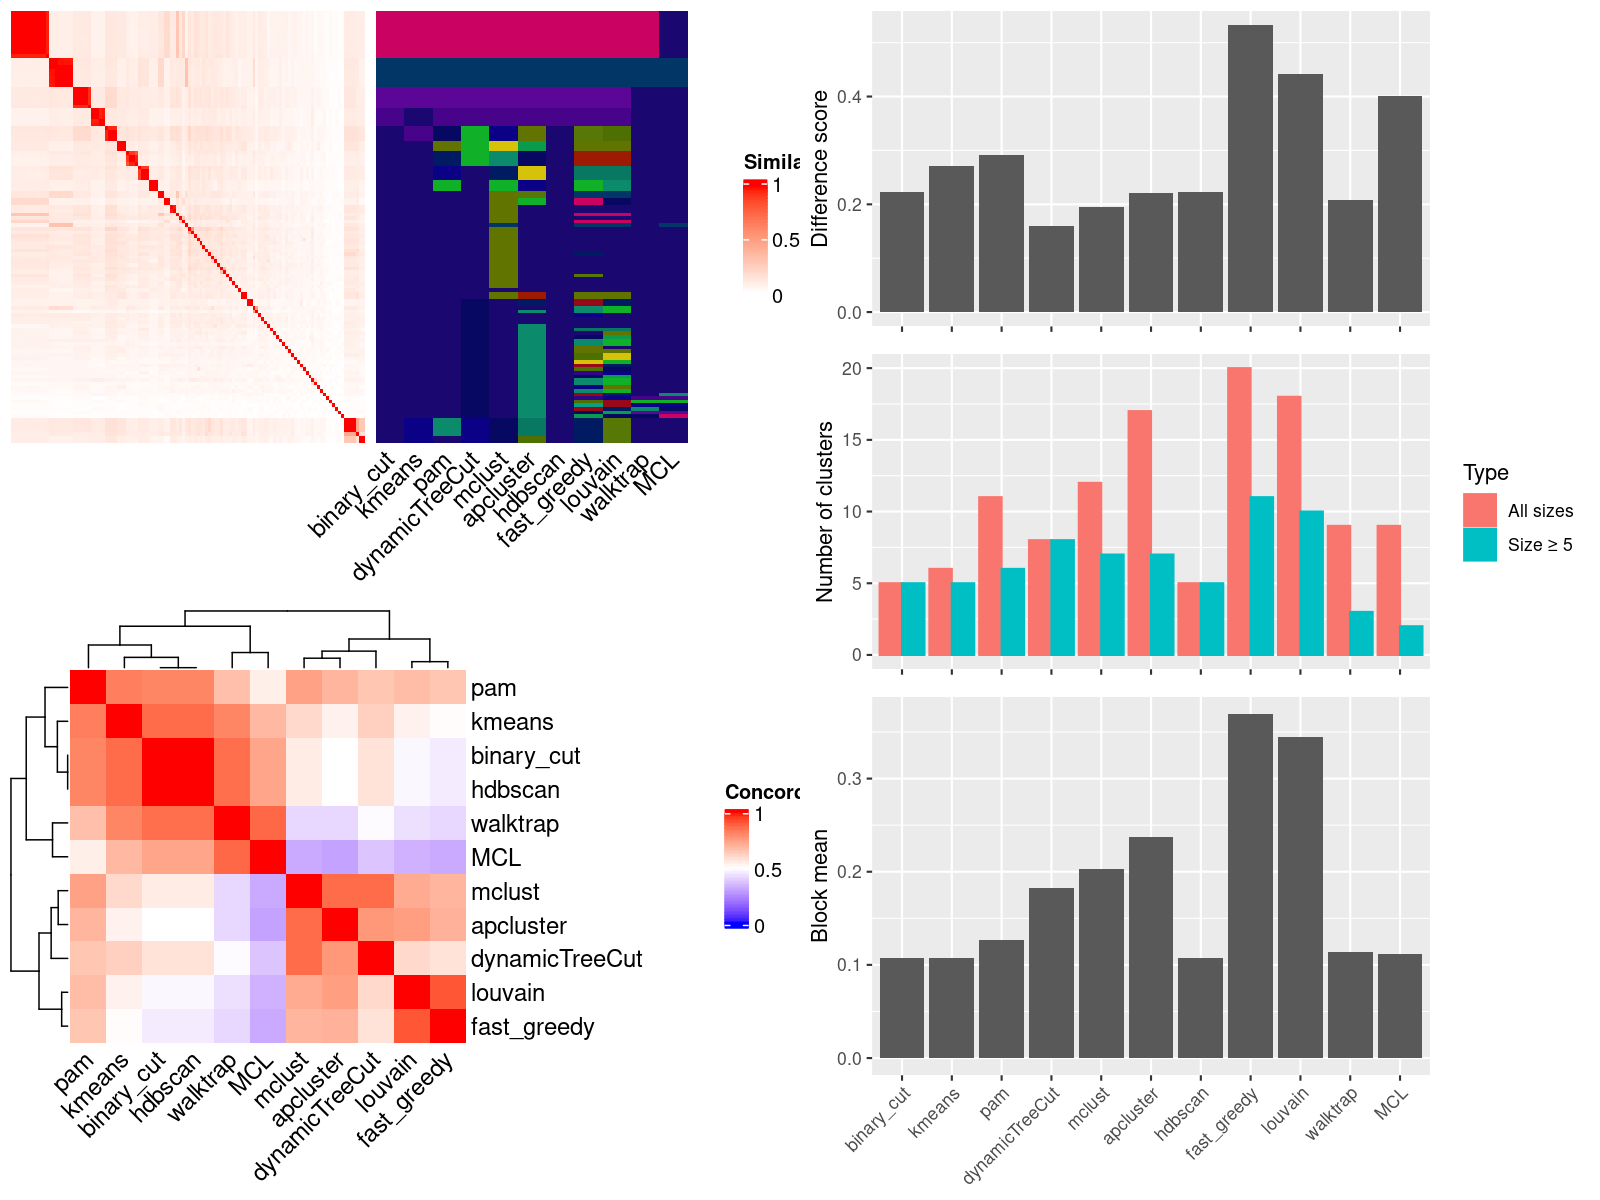 Simila
1
0.5
0
binary_cut
kmeans
pam
dynamicTreeCut
mclust
apcluster
hdbscan
fast_greedy
louvain
walktrap
MCL
pam
kmeans
binary_cut
hdbscan
walktrap
MCL
mclust
apcluster
dynamicTreeCut
louvain
fast_greedy
pam
kmeans
binary_cut
hdbscan
walktrap
MCL
mclust
apcluster
dynamicTreeCut
louvain
fast_greedy
Concord
1
0.5
0
Difference score
0.4
0.2
0.0
Number of clusters
20
15
10
5
0
Type
All sizes
Size ≥ 5
Block mean
0.3
0.2
0.1
0.0
binary_cut
kmeans
pam
dynamicTreeCut
mclust
apcluster
hdbscan
fast_greedy
louvain
walktrap
MCL